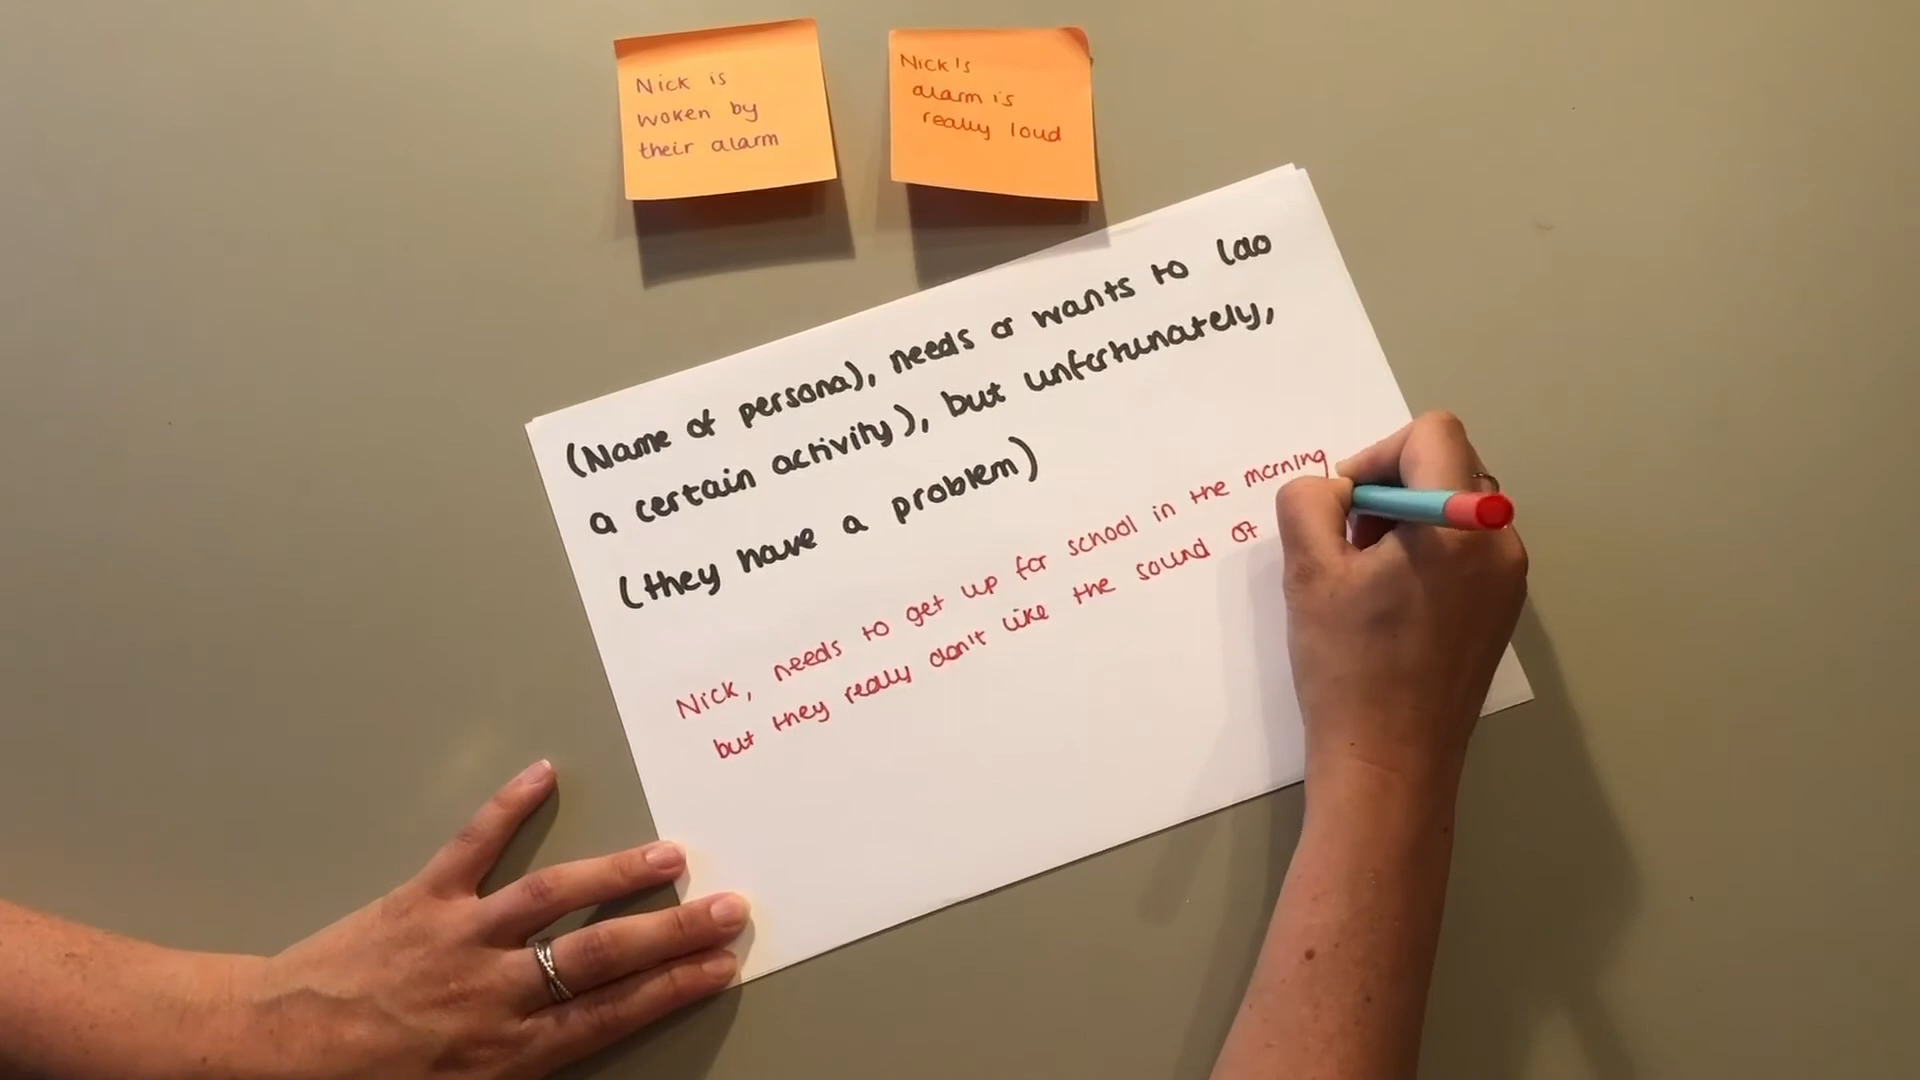 Nick is
woken by
their alarm
Nick's
alarm is
really loud
(Name of persona), needs or wants to (do
a certain activity), but unfortunately,
(they have a problem)
Nick, needs to get up for school in the morning
but they really don't like the sound of